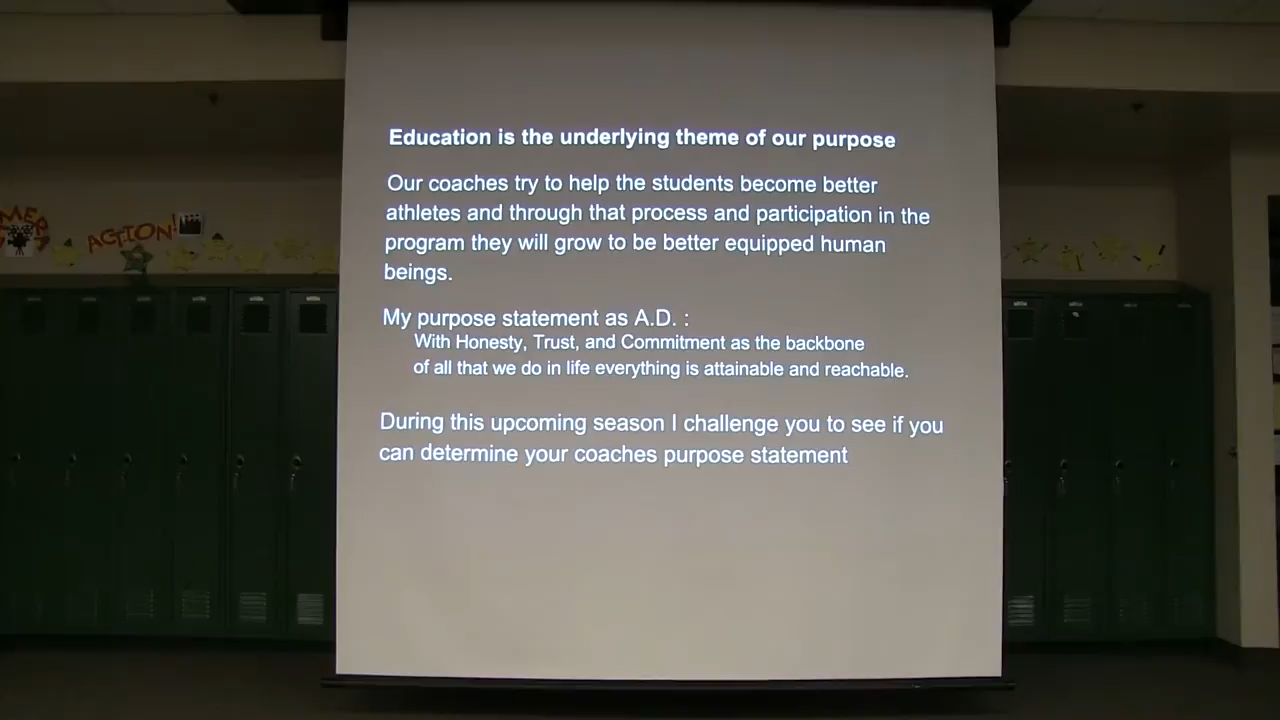 Education is the underlying theme of our purpose
Our coaches try to help the students become better
athletes and through that process and participation in the
program they will grow to be better equipped human
beings.
My purpose statement as A.D. :
With Honesty, Trust, and Commitment as the backbone
of all that we do in life everything is attainable and reachable.
During this upcoming season I challenge you to see if you
can determine your coaches purpose statement
ACTION!